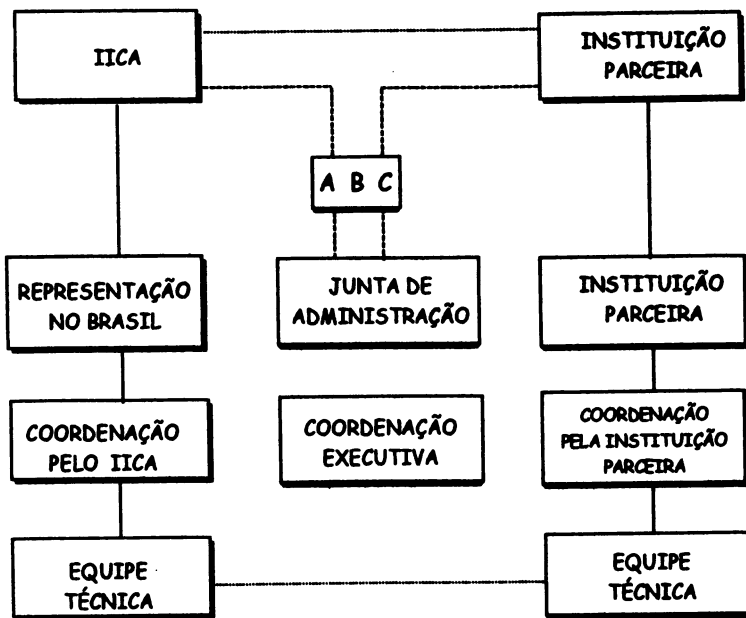 IICA
INSTITUIÇÃO
PARCEIRA
A B C
REPRESENTAÇÃO
NO BRASIL
JUNTA DE
ADMINISTRAÇÃO
INSTITUIÇÃO
PARCEIRA
COORDENAÇÃO
PELO IICA
COORDENAÇÃO
EXECUTIVA
COORDENAÇÃO
PELA INSTITUIÇÃO
PARCEIRA
EQUIPE
TÉCNICA
EQUIPE
TÉCNICA